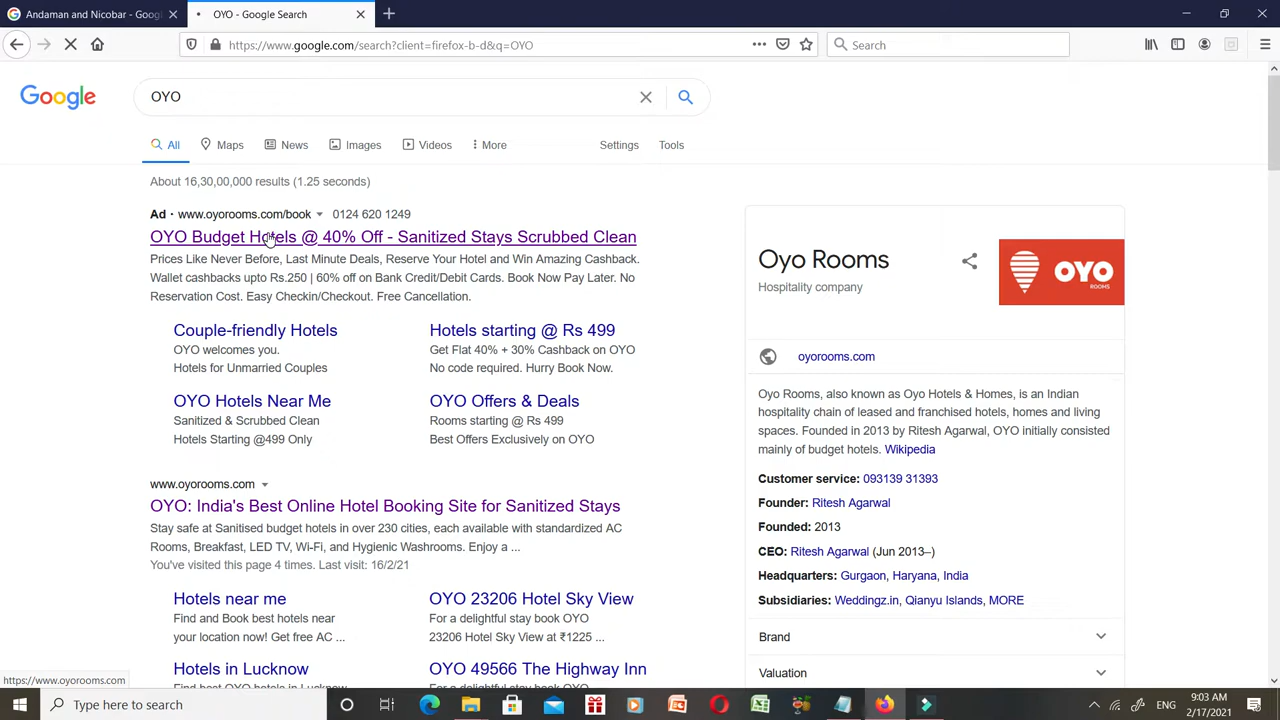 Andaman and Nicobar - Googl
OYO - Google Search
https://www.google.com/search?client=firefox-b-d&q=OYO
Search
Google
OYO
All
Maps
News
Images
Videos
More
Settings
Tools
About 16,30,00,000 results (1.25 seconds)
Ad · www.oyorooms.com/book 0124 620 1249
OYO Budget Hotels @ 40% Off - Sanitized Stays Scrubbed Clean
Prices Like Never Before, Last Minute Deals, Reserve Your Hotel and Win Amazing Cashback.
Wallet cashbacks upto Rs.250 | 60% off on Bank Credit/Debit Cards. Book Now Pay Later. No
Reservation Cost. Easy Checkin/Checkout. Free Cancellation.
Couple-friendly Hotels
OYO welcomes you.
Hotels for Unmarried Couples
Hotels starting @ Rs 499
Get Flat 40% + 30% Cashback on OYO
No code required. Hurry Book Now.
OYO Hotels Near Me
Sanitized & Scrubbed Clean
Hotels Starting @499 Only
OYO Offers & Deals
Rooms starting @ Rs 499
Best Offers Exclusively on OYO
www.oyorooms.com
OYO: India's Best Online Hotel Booking Site for Sanitized Stays
Stay safe at Sanitised budget hotels in over 230 cities, each available with standardized AC
Rooms, Breakfast, LED TV, Wi-Fi, and Hygienic Washrooms. Enjoy a ...
You've visited this page 4 times. Last visit: 16/2/21
Hotels near me
Find and Book best hotels near
your location now! Get free AC ...
OYO 23206 Hotel Sky View
For a delightful stay book OYO
23206 Hotel Sky View at ₹1225 ...
Hotels in Lucknow
Find best OYO hotels in Lucknow
OYO 49566 The Highway Inn
For a delightful stay book OYO
Oyo Rooms
Hospitality company
OYO
ROOMS
oyorooms.com
Oyo Rooms, also known as Oyo Hotels & Homes, is an Indian
hospitality chain of leased and franchised hotels, homes and living
spaces. Founded in 2013 by Ritesh Agarwal, OYO initially consisted
mainly of budget hotels. Wikipedia
Customer service: 093139 31393
Founder: Ritesh Agarwal
Founded: 2013
CEO: Ritesh Agarwal (Jun 2013–)
Headquarters: Gurgaon, Haryana, India
Subsidiaries: Weddingz.in, Qianyu Islands, MORE
Brand
Valuation
https://www.oyorooms.com
Type here to search
9:03 AM
2/17/2021